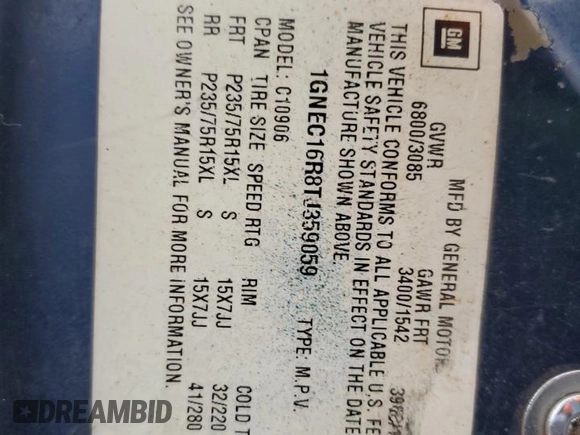 GM
MFD BY GENERAL MOTOR
GVWR GAWR FRT
6800/3085 3400/1542
THIS VEHICLE CONFORMS TO ALL APPLICABLE U.S. FE
VEHICLE SAFETY STANDARDS IN EFFECT ON THE DATE
MANUFACTURE SHOWN ABOVE.
1GNEC16R8TJ359059 TYPE: M.P.V.
MODEL: C10906
CPAN TIRE SIZE SPEED RTG RIM COLD T
FRT P235/75R15XL S 15X7JJ 32/220
RR P235/75R15XL S 15X7JJ 41/280
SEE OWNER'S MANUAL FOR MORE INFORMATION.
DREAMBID